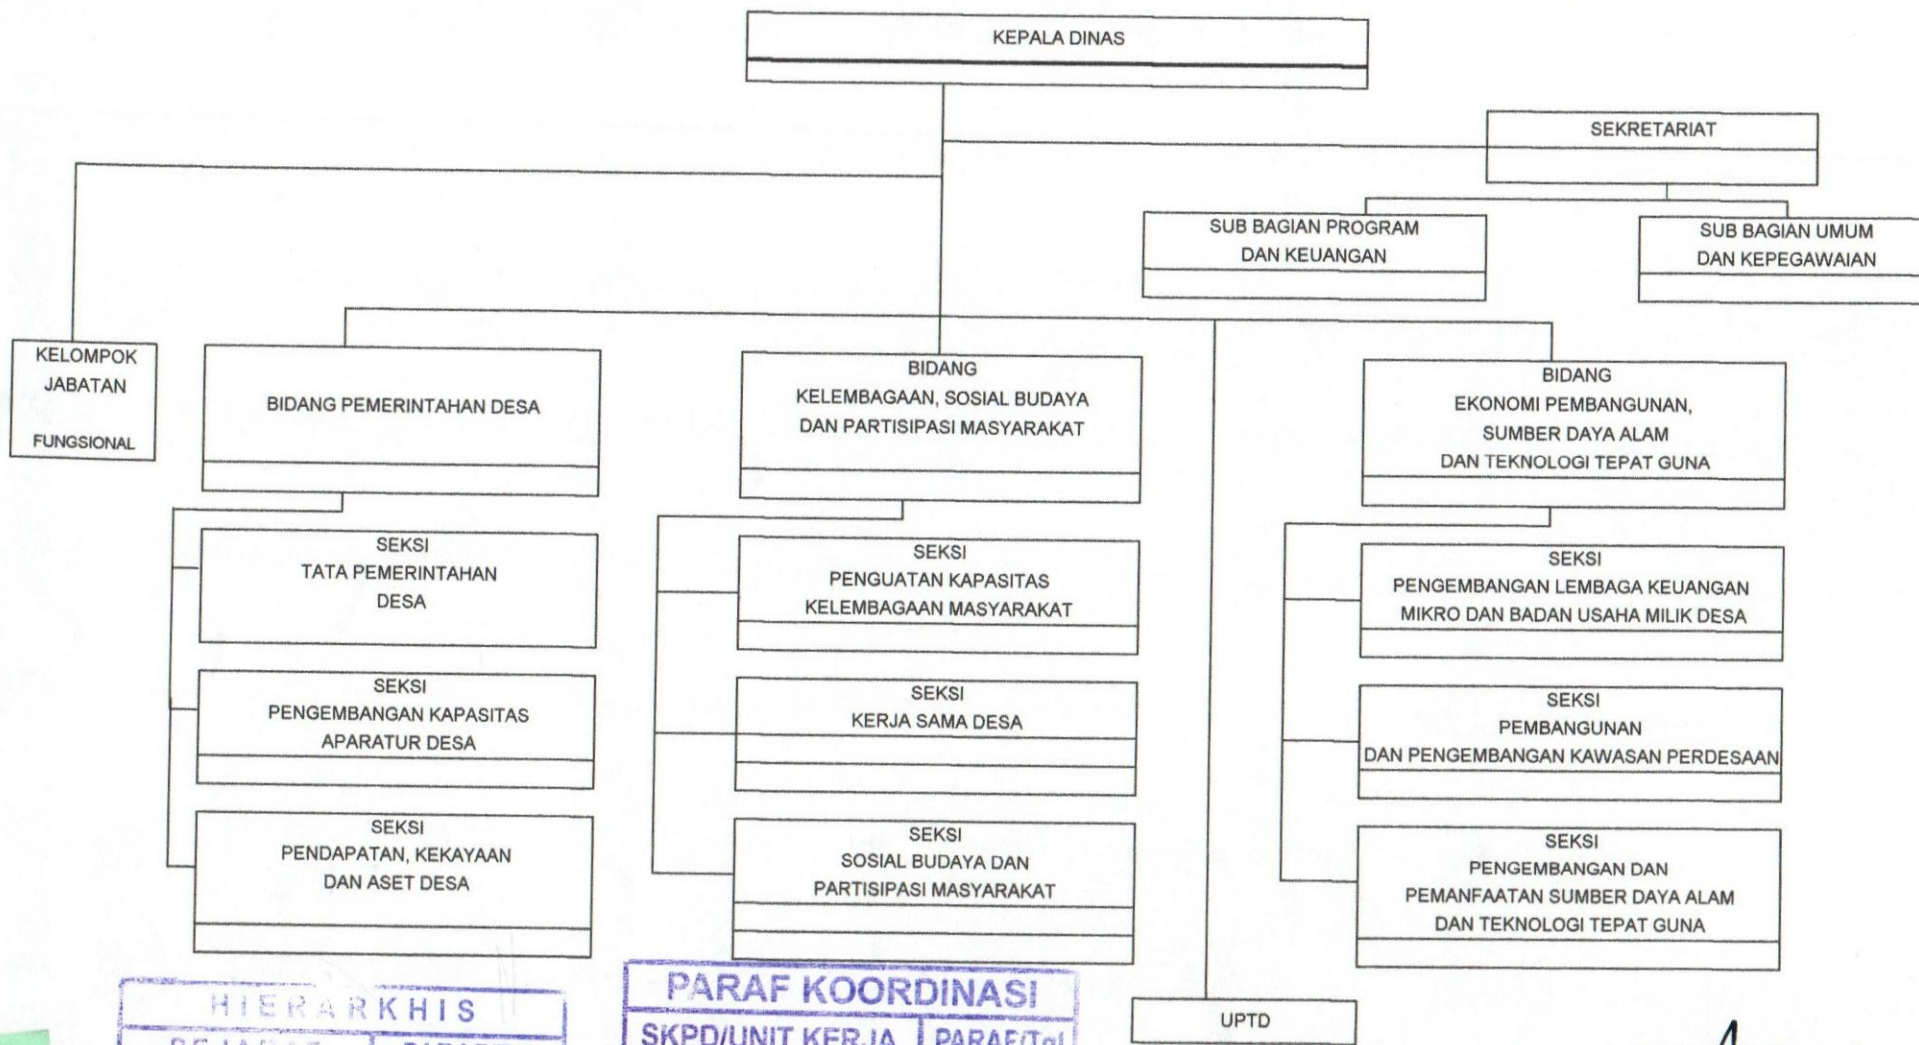 KEPALA DINAS
SEKRETARIAT
SUB BAGIAN PROGRAM
DAN KEUANGAN
SUB BAGIAN UMUM
DAN KEPEGAWAIAN
KELOMPOK
JABATAN
FUNGSIONAL
BIDANG PEMERINTAHAN DESA
SEKSI
TATA PEMERINTAHAN
DESA
SEKSI
PENGEMBANGAN KAPASITAS
APARATUR DESA
SEKSI
PENDAPATAN, KEKAYAAN
DAN ASET DESA
BIDANG
KELEMBAGAAN, SOSIAL BUDAYA
DAN PARTISIPASI MASYARAKAT
SEKSI
PENGUATAN KAPASITAS
KELEMBAGAAN MASYARAKAT
SEKSI
KERJA SAMA DESA
SEKSI
SOSIAL BUDAYA DAN
PARTISIPASI MASYARAKAT
BIDANG
EKONOMI PEMBANGUNAN,
SUMBER DAYA ALAM
DAN TEKNOLOGI TEPAT GUNA
SEKSI
PENGEMBANGAN LEMBAGA KEUANGAN
MIKRO DAN BADAN USAHA MILIK DESA
SEKSI
PEMBANGUNAN
DAN PENGEMBANGAN KAWASAN PERDESAAN
SEKSI
PENGEMBANGAN DAN
PEMANFAATAN SUMBER DAYA ALAM
DAN TEKNOLOGI TEPAT GUNA
UPTD
HIERARKHIS
PARAF KOORDINASI
SKPD/UNIT KERJA PARAF/Tgl